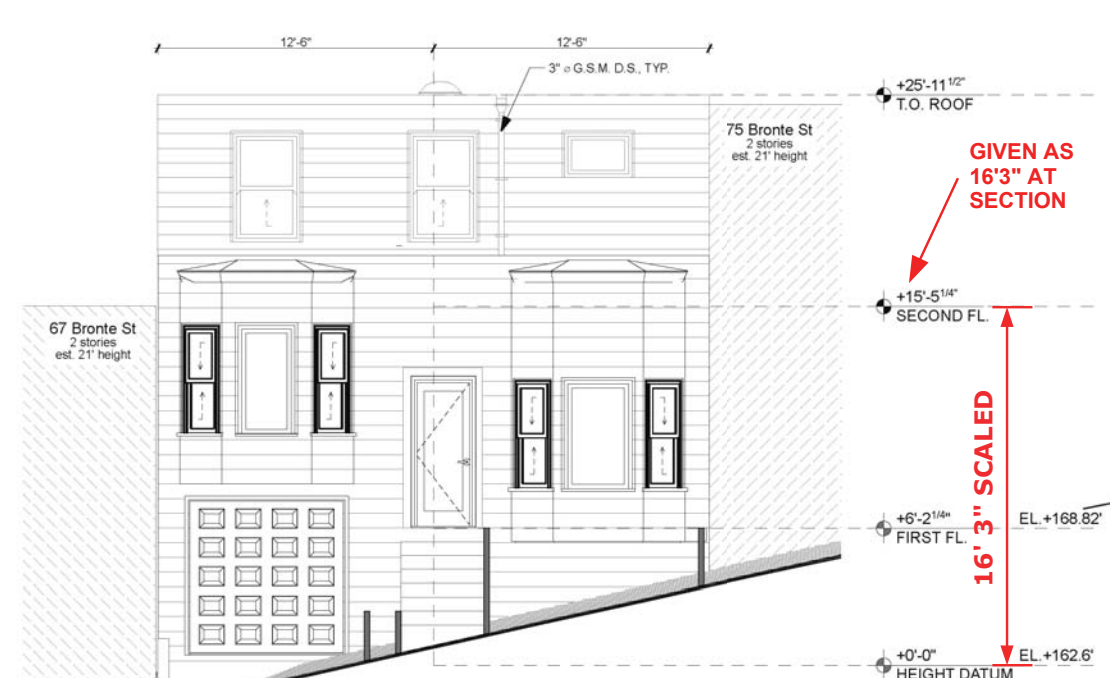 12'-6"
12'-6"
3" ⌀ G.S.M. D.S., TYP.
+25'-11 1/2"
T.O. ROOF
75 Bronte St
2 stories
est. 21' height
GIVEN AS
16'3" AT
SECTION
+15'-5 1/4"
SECOND FL.
67 Bronte St
2 stories
est. 21' height
16' 3" SCALED
+6'-2 1/4"
FIRST FL.
EL.+168.82'
+0'-0"
HEIGHT DATUM
EL.+162.6'